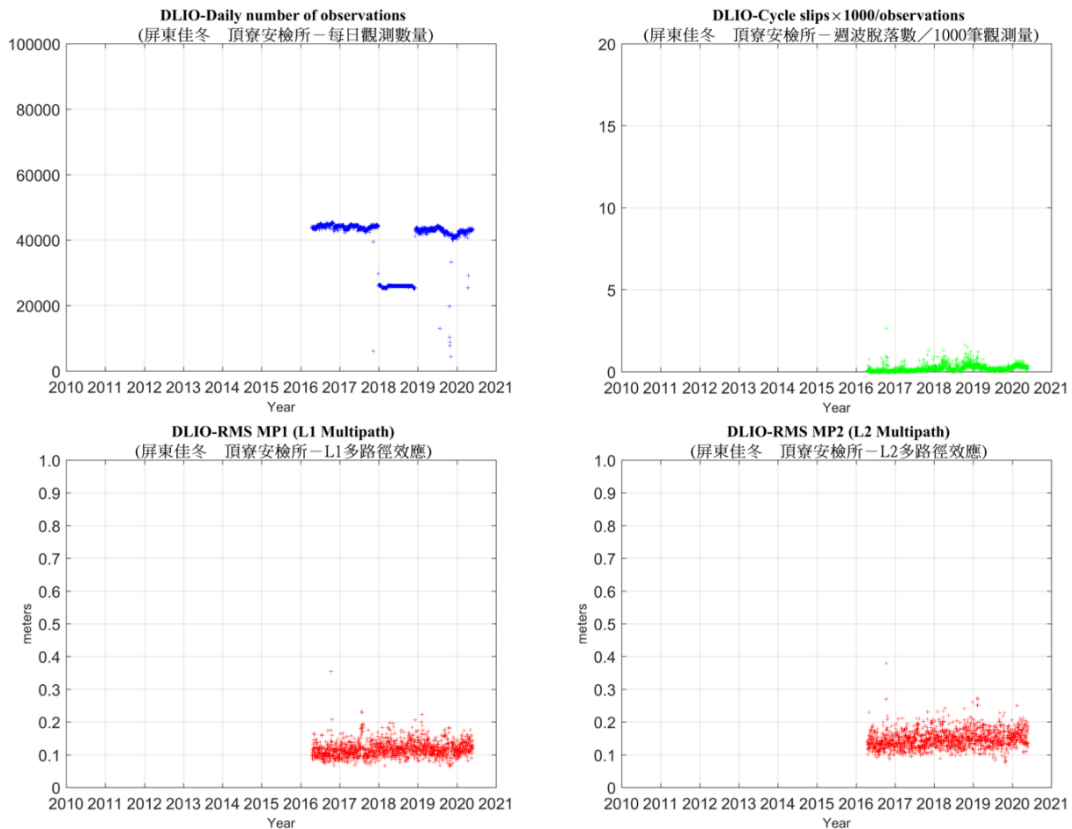 DLIO-Daily number of observations
(屏東佳冬　頂寮安檢所－每日觀測數量)
100000
80000
60000
40000
20000
0
2010 2011 2012 2013 2014 2015 2016 2017 2018 2019 2020 2021
Year
DLIO-Cycle slips×1000/observations
(屏東佳冬　頂寮安檢所－週波脫落數／1000筆觀測量)
20
15
10
5
0
2010 2011 2012 2013 2014 2015 2016 2017 2018 2019 2020 2021
Year
DLIO-RMS MP1 (L1 Multipath)
(屏東佳冬　頂寮安檢所－L1多路徑效應)
1.0
0.9
0.8
0.7
0.6
0.5
0.4
0.3
0.2
0.1
0
meters
2010 2011 2012 2013 2014 2015 2016 2017 2018 2019 2020 2021
Year
DLIO-RMS MP2 (L2 Multipath)
(屏東佳冬　頂寮安檢所－L2多路徑效應)
1.0
0.9
0.8
0.7
0.6
0.5
0.4
0.3
0.2
0.1
0
meters
2010 2011 2012 2013 2014 2015 2016 2017 2018 2019 2020 2021
Year